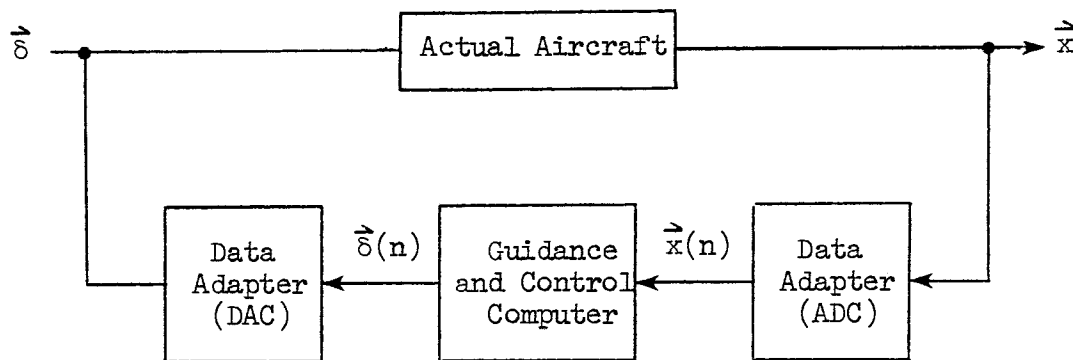 δ⃗
Actual Aircraft
x⃗
Data
Adapter
(DAC)
δ⃗(n)
Guidance
and Control
Computer
x⃗(n)
Data
Adapter
(ADC)